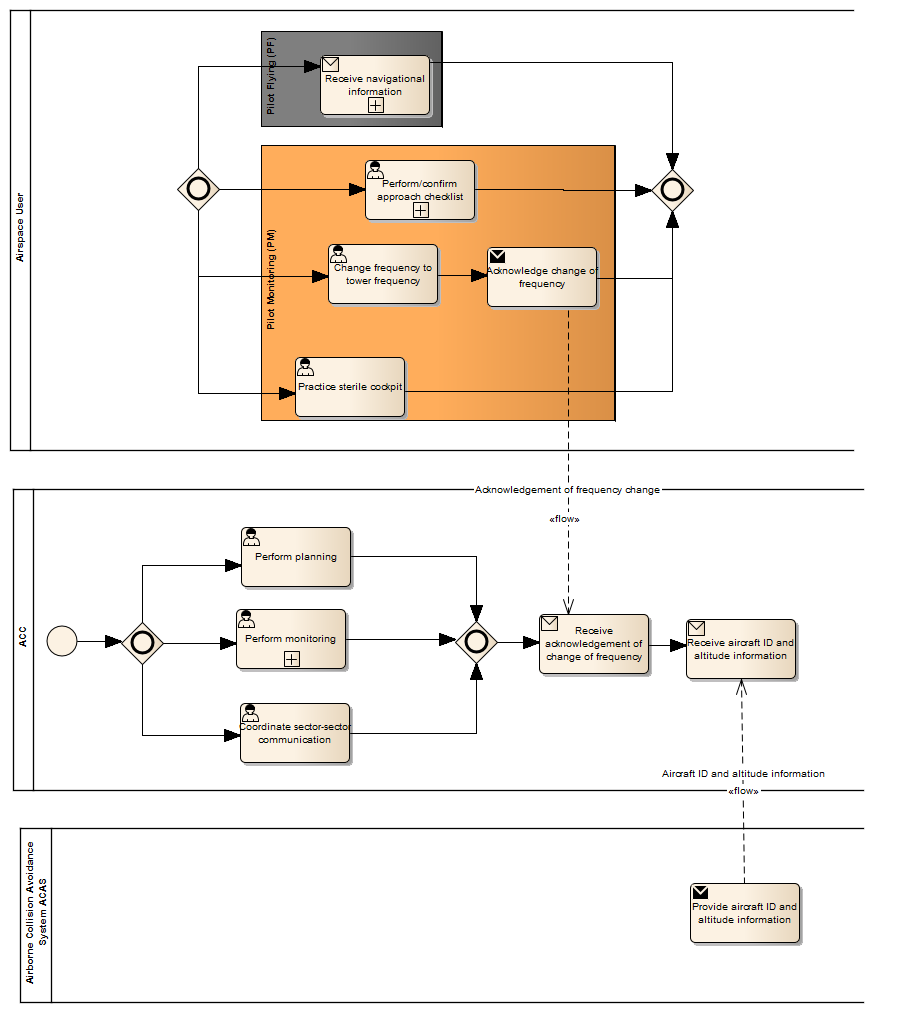 Airspace User
Pilot Flying (PF)
Receive navigational
information
Pilot Monitoring (PM)
Perform/confirm
approach checklist
Change frequency to
tower frequency
Acknowledge change of
frequency
Practice sterile cockpit
Acknowledgement of frequency change
«flow»
ACC
Perform planning
Perform monitoring
Coordinate sector-sector
communication
Receive
acknowledgement of
change of frequency
Receive aircraft ID and
altitude information
Aircraft ID and altitude information
«flow»
Airborne Collision Avoidance
System ACAS
Provide aircraft ID and
altitude information